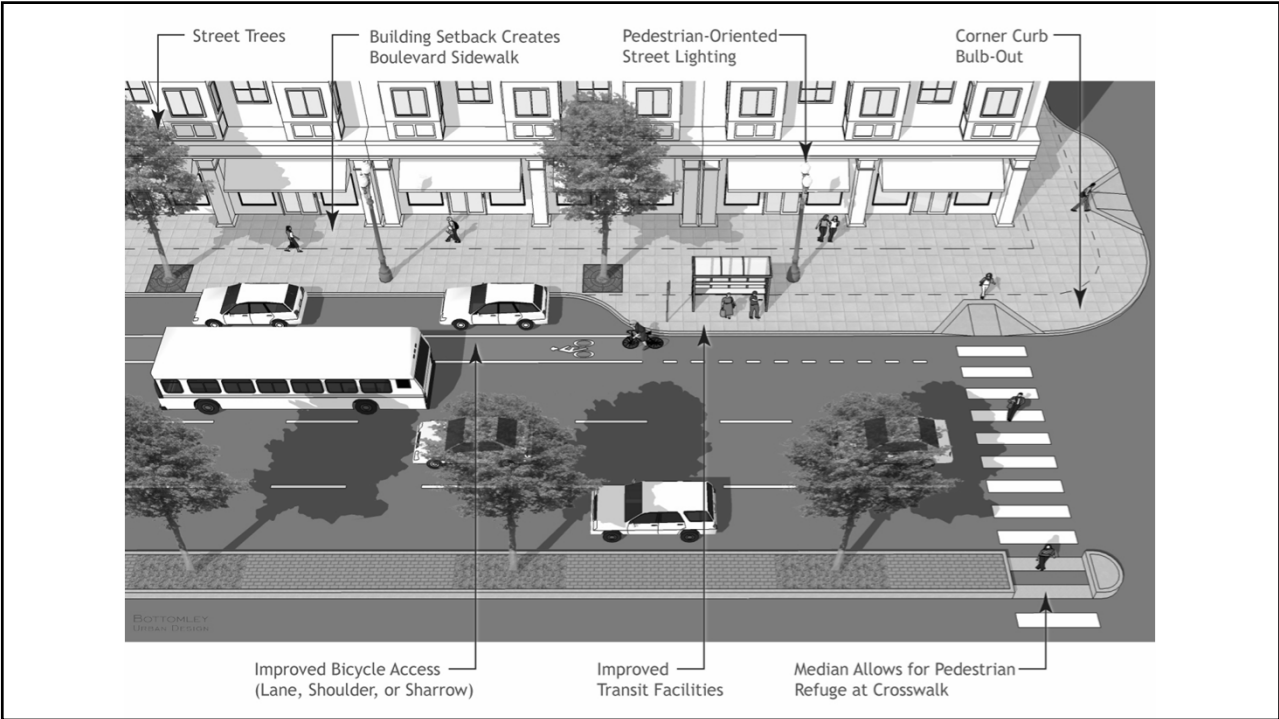 Street Trees
Building Setback Creates
Boulevard Sidewalk
Pedestrian-Oriented
Street Lighting
Corner Curb
Bulb-Out
BOTTOMLEY
URBAN DESIGN
Improved Bicycle Access
(Lane, Shoulder, or Sharrow)
Improved
Transit Facilities
Median Allows for Pedestrian
Refuge at Crosswalk